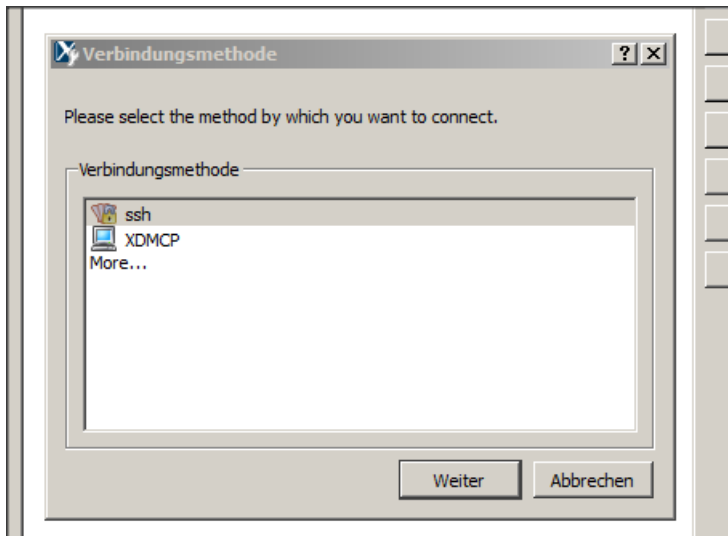 Verbindungsmethode
Please select the method by which you want to connect.
Verbindungsmethode
ssh
XDMCP
More...
Weiter
Abbrechen